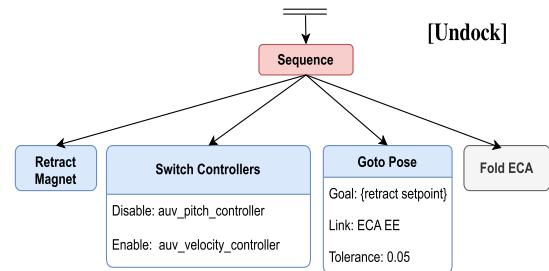 [Undock]
Sequence
Retract
Magnet
Switch Controllers
Disable: auv_pitch_controller
Enable: auv_velocity_controller
Goto Pose
Goal: {retract setpoint}
Link: ECA EE
Tolerance: 0.05
Fold ECA